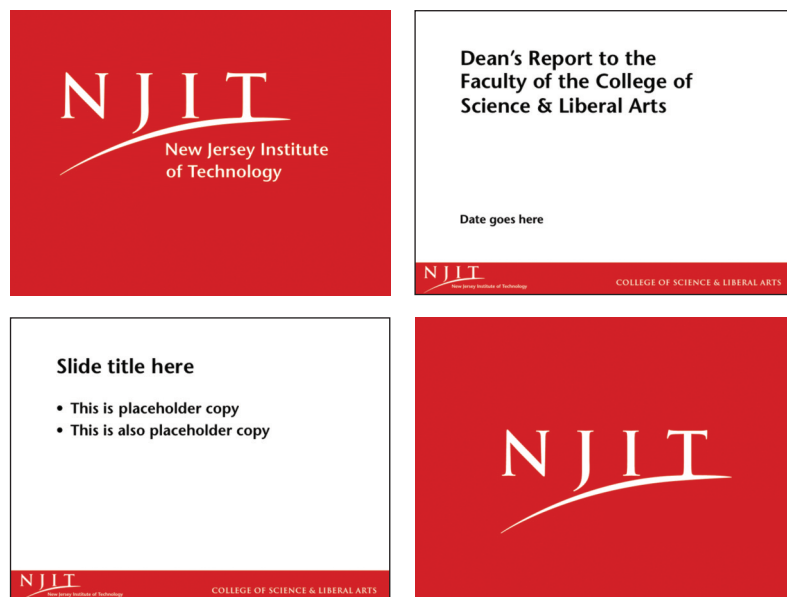 NJIT
New Jersey Institute
of Technology
Dean's Report to the
Faculty of the College of
Science & Liberal Arts
Date goes here
NJIT
New Jersey Institute of Technology
COLLEGE OF SCIENCE & LIBERAL ARTS
Slide title here
• This is placeholder copy
• This is also placeholder copy
NJIT
New Jersey Institute of Technology
COLLEGE OF SCIENCE & LIBERAL ARTS
NJIT